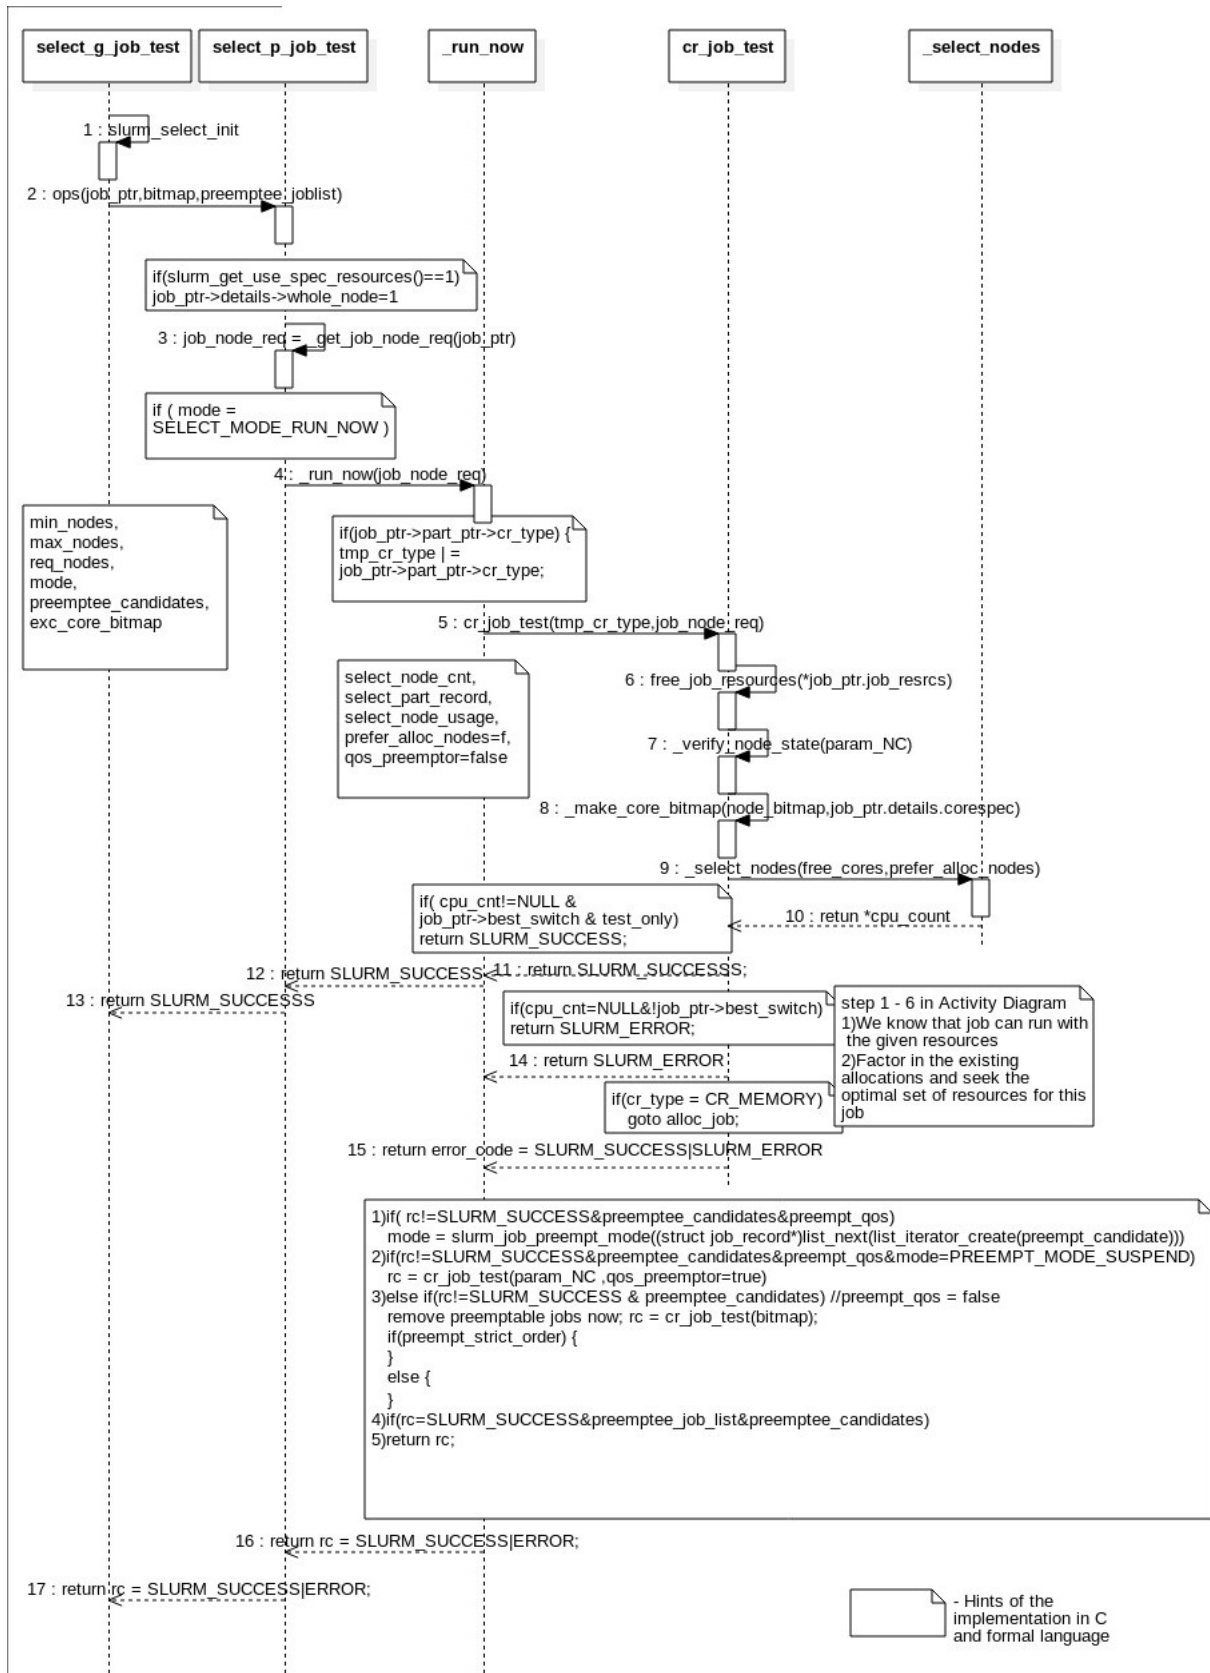 select_g_job_test
select_p_job_test
_run_now
cr_job_test
_select_nodes
1 : slurm_select_init
2 : ops(job_ptr,bitmap,preemptee_joblist)
if(slurm_get_use_spec_resources()==1)
job_ptr->details->whole_node=1
3 : job_node_req = _get_job_node_req(job_ptr)
if ( mode =
SELECT_MODE_RUN_NOW )
4 : _run_now(job_node_req)
min_nodes,
max_nodes,
req_nodes,
mode,
preemptee_candidates,
exc_core_bitmap
if(job_ptr->part_ptr->cr_type) {
tmp_cr_type | =
job_ptr->part_ptr->cr_type;
5 : cr_job_test(tmp_cr_type,job_node_req)
select_node_cnt,
select_part_record,
select_node_usage,
prefer_alloc_nodes=f,
qos_preemptor=false
6 : free_job_resources(*job_ptr.job_resrcs)
7 : _verify_node_state(param_NC)
8 : _make_core_bitmap(node_bitmap,job_ptr.details.corespec)
9 : _select_nodes(free_cores,prefer_alloc_nodes)
if( cpu_cnt!=NULL &
job_ptr->best_switch & test_only)
return SLURM_SUCCESS;
10 : retun *cpu_count
11 : return SLURM_SUCCESSS;
12 : return SLURM_SUCCESS
13 : return SLURM_SUCCESSS
if(cpu_cnt=NULL&!job_ptr->best_switch)
return SLURM_ERROR;
step 1 - 6 in Activity Diagram
1)We know that job can run with
the given resources
2)Factor in the existing
allocations and seek the
optimal set of resources for this
job
14 : return SLURM_ERROR
if(cr_type = CR_MEMORY)
goto alloc_job;
15 : return error_code = SLURM_SUCCESS|SLURM_ERROR
1)if( rc!=SLURM_SUCCESS&preemptee_candidates&preempt_qos)
mode = slurm_job_preempt_mode((struct job_record*)list_next(list_iterator_create(preempt_candidate)))
2)if(rc!=SLURM_SUCCESS&preemptee_candidates&preempt_qos&mode=PREEMPT_MODE_SUSPEND)
rc = cr_job_test(param_NC ,qos_preemptor=true)
3)else if(rc!=SLURM_SUCCESS & preemptee_candidates) //preempt_qos = false
remove preemptable jobs now; rc = cr_job_test(bitmap);
if(preempt_strict_order) {
}
else {
}
4)if(rc=SLURM_SUCCESS&preemptee_job_list&preemptee_candidates)
5)return rc;
16 : return rc = SLURM_SUCCESS|ERROR;
17 : return rc = SLURM_SUCCESS|ERROR;
- Hints of the
implementation in C
and formal language